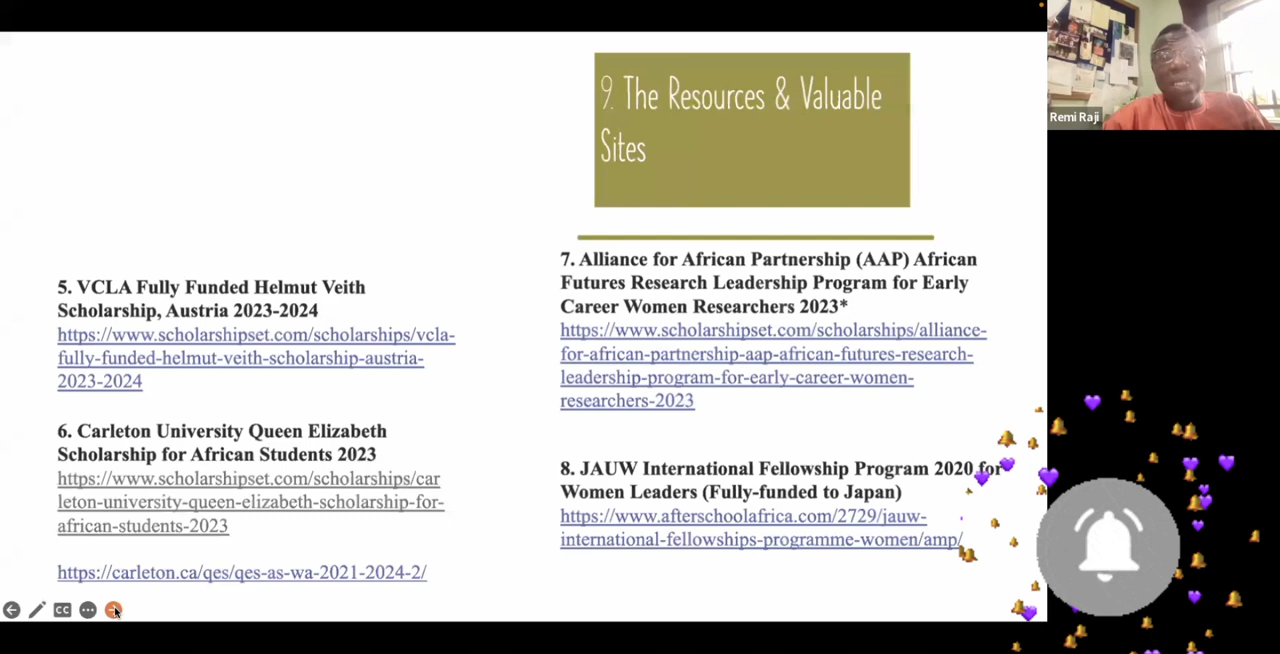 9. The Resources & Valuable
Sites
5. VCLA Fully Funded Helmut Veith
Scholarship, Austria 2023-2024
https://www.scholarshipset.com/scholarships/vcla-
fully-funded-helmut-veith-scholarship-austria-
2023-2024
6. Carleton University Queen Elizabeth
Scholarship for African Students 2023
https://www.scholarshipset.com/scholarships/car
leton-university-queen-elizabeth-scholarship-for-
african-students-2023
https://carleton.ca/qes/qes-as-wa-2021-2024-2/
7. Alliance for African Partnership (AAP) African
Futures Research Leadership Program for Early
Career Women Researchers 2023*
https://www.scholarshipset.com/scholarships/alliance-
for-african-partnership-aap-african-futures-research-
leadership-program-for-early-career-women-
researchers-2023
8. JAUW International Fellowship Program 2020 for
Women Leaders (Fully-funded to Japan)
https://www.afterschoolafrica.com/2729/jauw-
international-fellowships-programme-women/amp/
CC
Remi Raji